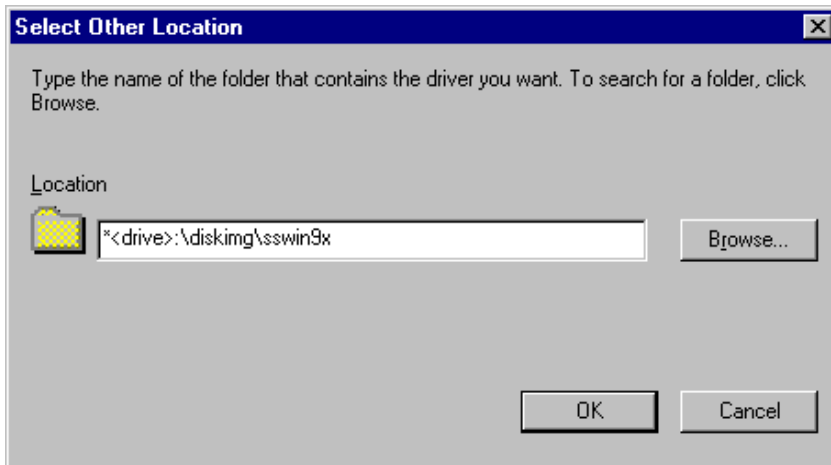 Select Other Location
Type the name of the folder that contains the driver you want. To search for a folder, click
Browse.
Location
*<drive>:\diskimg\sswin9x
Browse...
OK
Cancel